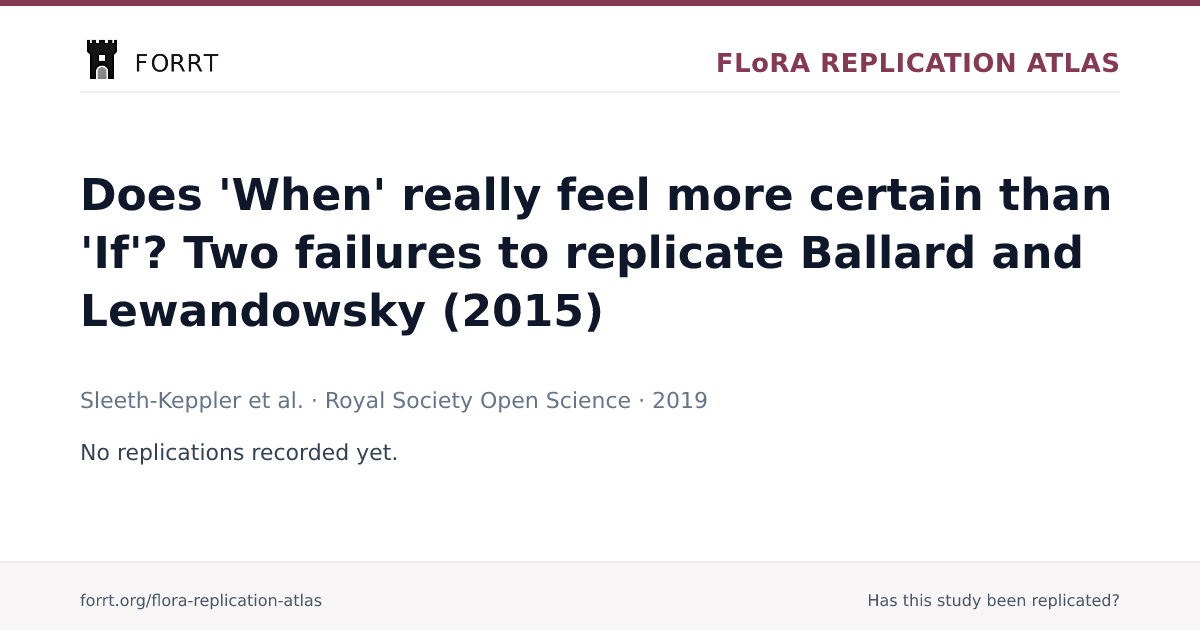 FORRT
FLoRA REPLICATION ATLAS
Does 'When' really feel more certain than
'If'? Two failures to replicate Ballard and
Lewandowsky (2015)
Sleeth-Keppler et al. · Royal Society Open Science · 2019
No replications recorded yet.
forrt.org/flora-replication-atlas
Has this study been replicated?